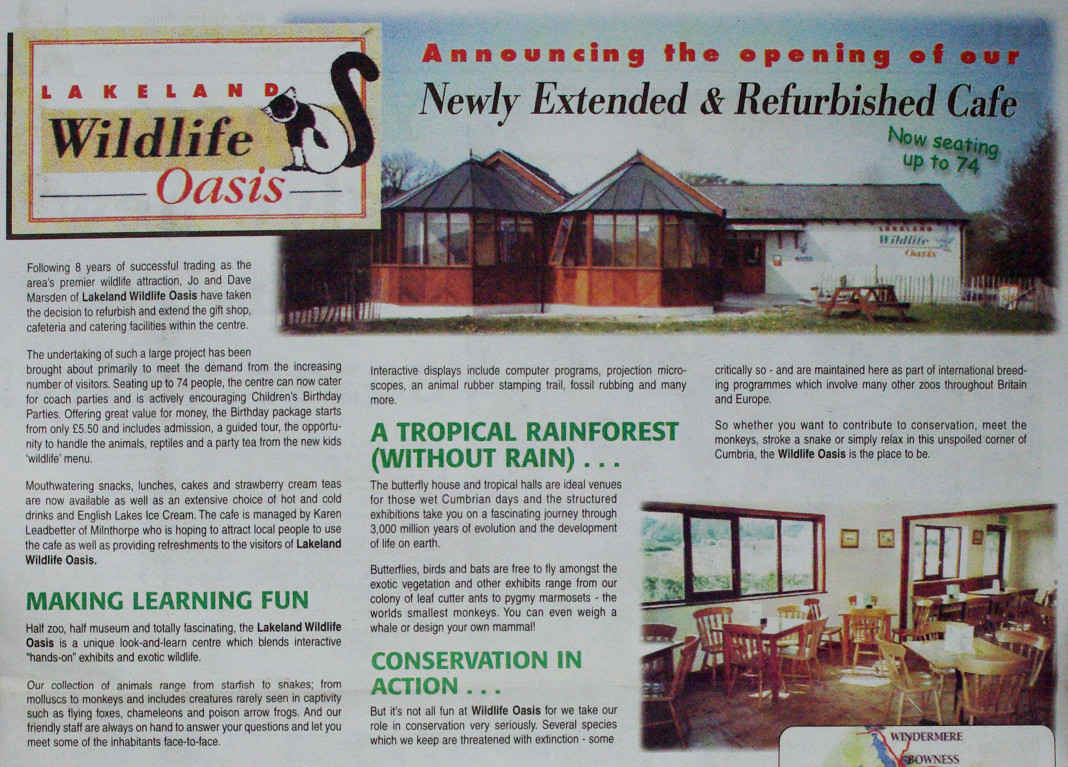 LAKELAND
Wildlife
Oasis
Announcing the opening of our
Newly Extended & Refurbished Cafe
Now seating
up to 74
LAKELAND
Wildlife
Oasis
Following 8 years of successful trading as the
area's premier wildlife attraction, Jo and Dave
Marsden of Lakeland Wildlife Oasis have taken
the decision to refurbish and extend the gift shop,
cafeteria and catering facilities within the centre.
The undertaking of such a large project has been
brought about primarily to meet the demand from the increasing
number of visitors. Seating up to 74 people, the centre can now cater
for coach parties and is actively encouraging Children's Birthday
Parties. Offering great value for money, the Birthday package starts
from only £5.50 and includes admission, a guided tour, the opportu-
nity to handle the animals, reptiles and a party tea from the new kids
'wildlife' menu.
Mouthwatering snacks, lunches, cakes and strawberry cream teas
are now available as well as an extensive choice of hot and cold
drinks and English Lakes Ice Cream. The cafe is managed by Karen
Leadbetter of Milnthorpe who is hoping to attract local people to use
the cafe as well as providing refreshments to the visitors of Lakeland
Wildlife Oasis.
MAKING LEARNING FUN
Half zoo, half museum and totally fascinating, the Lakeland Wildlife
Oasis is a unique look-and-learn centre which blends interactive
"hands-on" exhibits and exotic wildlife.
Our collection of animals range from starfish to snakes; from
molluscs to monkeys and includes creatures rarely seen in captivity
such as flying foxes, chameleons and poison arrow frogs. And our
friendly staff are always on hand to answer your questions and let you
meet some of the inhabitants face-to-face.
Interactive displays include computer programs, projection micro-
scopes, an animal rubber stamping trail, fossil rubbing and many
more.
A TROPICAL RAINFOREST
(WITHOUT RAIN) . . .
The butterfly house and tropical halls are ideal venues
for those wet Cumbrian days and the structured
exhibitions take you on a fascinating journey through
3,000 million years of evolution and the development
of life on earth.
Butterflies, birds and bats are free to fly amongst the
exotic vegetation and other exhibits range from our
colony of leaf cutter ants to pygmy marmosets - the
worlds smallest monkeys. You can even weigh a
whale or design your own mammal!
CONSERVATION IN
ACTION . . .
But it's not all fun at Wildlife Oasis for we take our
role in conservation very seriously. Several species
which we keep are threatened with extinction - some
critically so - and are maintained here as part of international breed-
ing programmes which involve many other zoos throughout Britain
and Europe.
So whether you want to contribute to conservation, meet the
monkeys, stroke a snake or simply relax in this unspoiled corner of
Cumbria, the Wildlife Oasis is the place to be.
WINDERMERE
BOWNESS